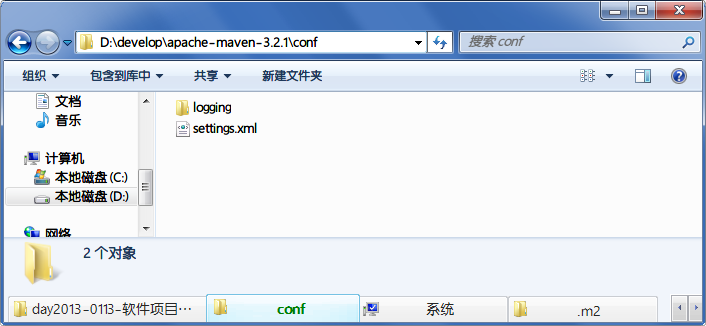 D:\develop\apache-maven-3.2.1\conf
搜索 conf
组织 包含到库中 共享 新建文件夹
文档
音乐
计算机
本地磁盘 (C:)
本地磁盘 (D:)
网络
logging
settings.xml
2 个对象
day2013-0113-软件项目… conf 系统 .m2